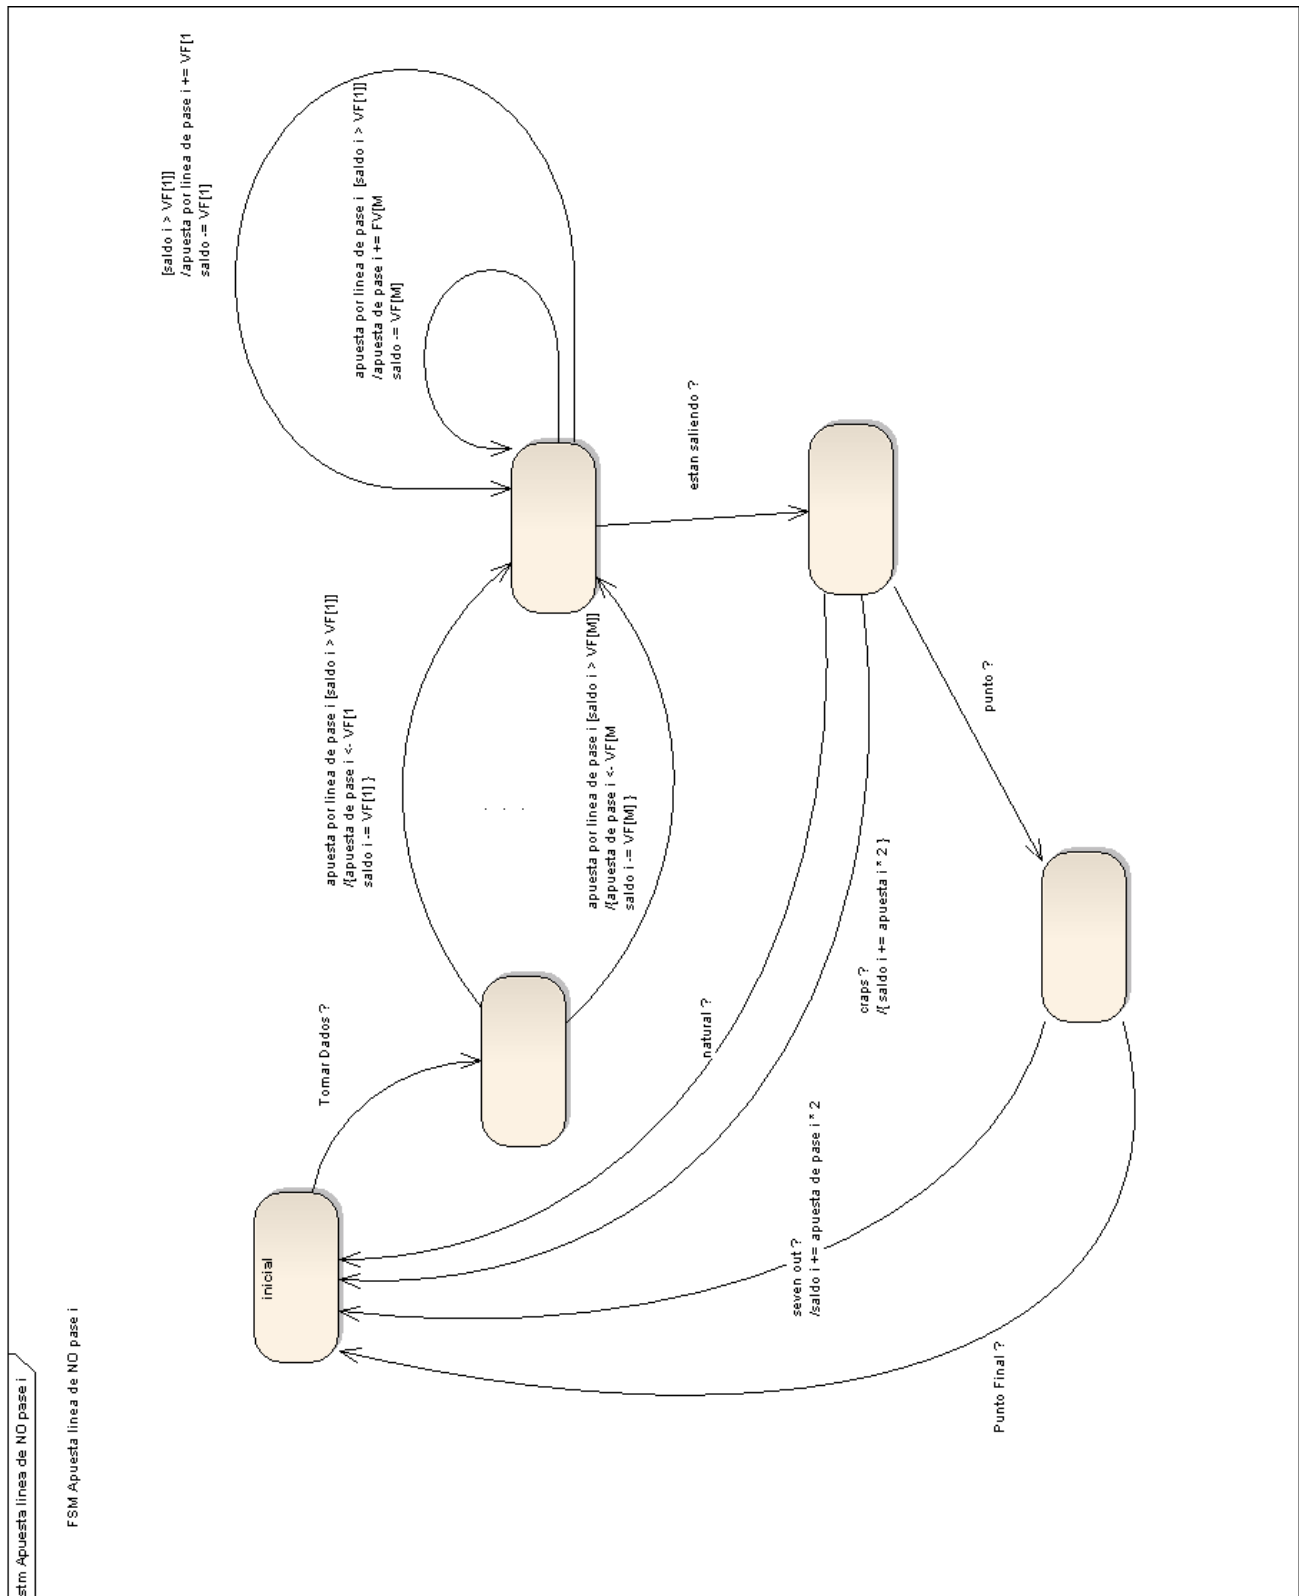 stm Apuesta linea de NO pase i
FSM Apuesta linea de NO pase i
inicial
Tomar Dados ?
apuesta por linea de pase i [saldo i > VF[1]]
/{apuesta de pase i <- VF[1
saldo i -= VF[1] }
. . .
apuesta por linea de pase i [saldo i > VF[M]]
/{apuesta de pase i <- VF[M
saldo i -= VF[M] }
[saldo i > VF[1]]
/apuesta por linea de pase i += VF[1
saldo -= VF[1]
apuesta por linea de pase i [saldo i > VF[1]]
/apuesta de pase i += FV[M
saldo -= VF[M]
estan saliendo ?
natural ?
craps ?
/{ saldo i += apuesta i * 2 }
punto ?
seven out ?
/saldo i += apuesta de pase i * 2
Punto Final ?